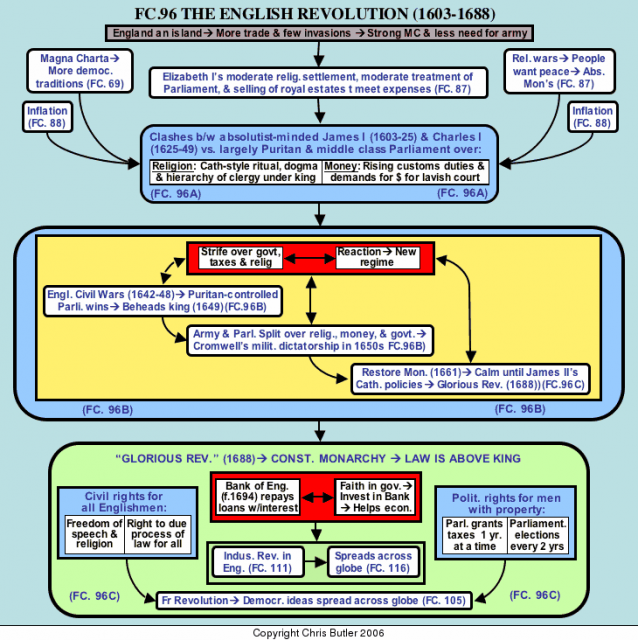 FC.96 THE ENGLISH REVOLUTION (1603-1688)
England an island→ More trade & few invasions →Strong MC & less need for army
Magna Charta→
More democ.
traditions (FC. 69)
Elizabeth I's moderate relig.settlement, moderate treatment of
Parliament, & selling of royal estates t meet expenses (FC. 87)
Rel. wars→ People
want peace→ Abs.
Mon's (FC. 87)
Inflation
(FC. 88)
Inflation
(FC. 88)
Clashes b/w absolutist-minded James I (1603-25) & Charles I
(1625-49) vs. largely Puritan & middle class Parliament over:
Religion: Cath-style ritual, dogma
& hierarchy of clergy under king
Money: Rising customs duties &
demands for $ for lavish court
(FC. 96A)
(FC. 96A)
Strife over govt,
taxes & relig
Reaction→ New
regime
Engl. Civil Wars (1642-48)→ Puritan-controlled
Parli. wins→ Beheads king (1649)(FC.96B)
Army & Parl. Split over relig., money, & govt.→
Cromwell's milit. dictatorship in 1650s FC.96B)
Restore Mon. (1661)→ Calm until James II's
Cath. policies→ Glorious Rev. (1688))(FC.96C)
(FC. 96B)
(FC. 96B)
“GLORIOUS REV.” (1688)→ CONST. MONARCHY → LAW IS ABOVE KING
Civil rights for
all Englishmen:
Freedom of
speech &
religion
Right to due
process of
law for all
Bank of Eng.
(f.1694) repays
loans w/interest
Faith in gov.→
Invest in Bank
→ Helps econ.
Polit. rights for men
with property:
Parl. grants
taxes 1 yr.
at a time
Parliament.
elections
every 2 yrs
Indus. Rev. in
Eng. (FC. 111)
Spreads across
globe (FC. 116)
(FC. 96C)
(FC. 96C)
Fr Revolution→ Democr. ideas spread across globe (FC. 105)
Copyright Chris Butler 2006